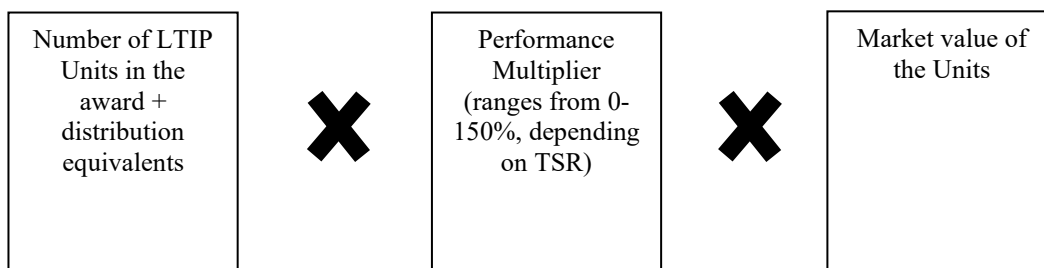 Number of LTIP
Units in the
award +
distribution
equivalents
Performance
Multiplier
(ranges from 0-
150%, depending
on TSR)
Market value of
the Units